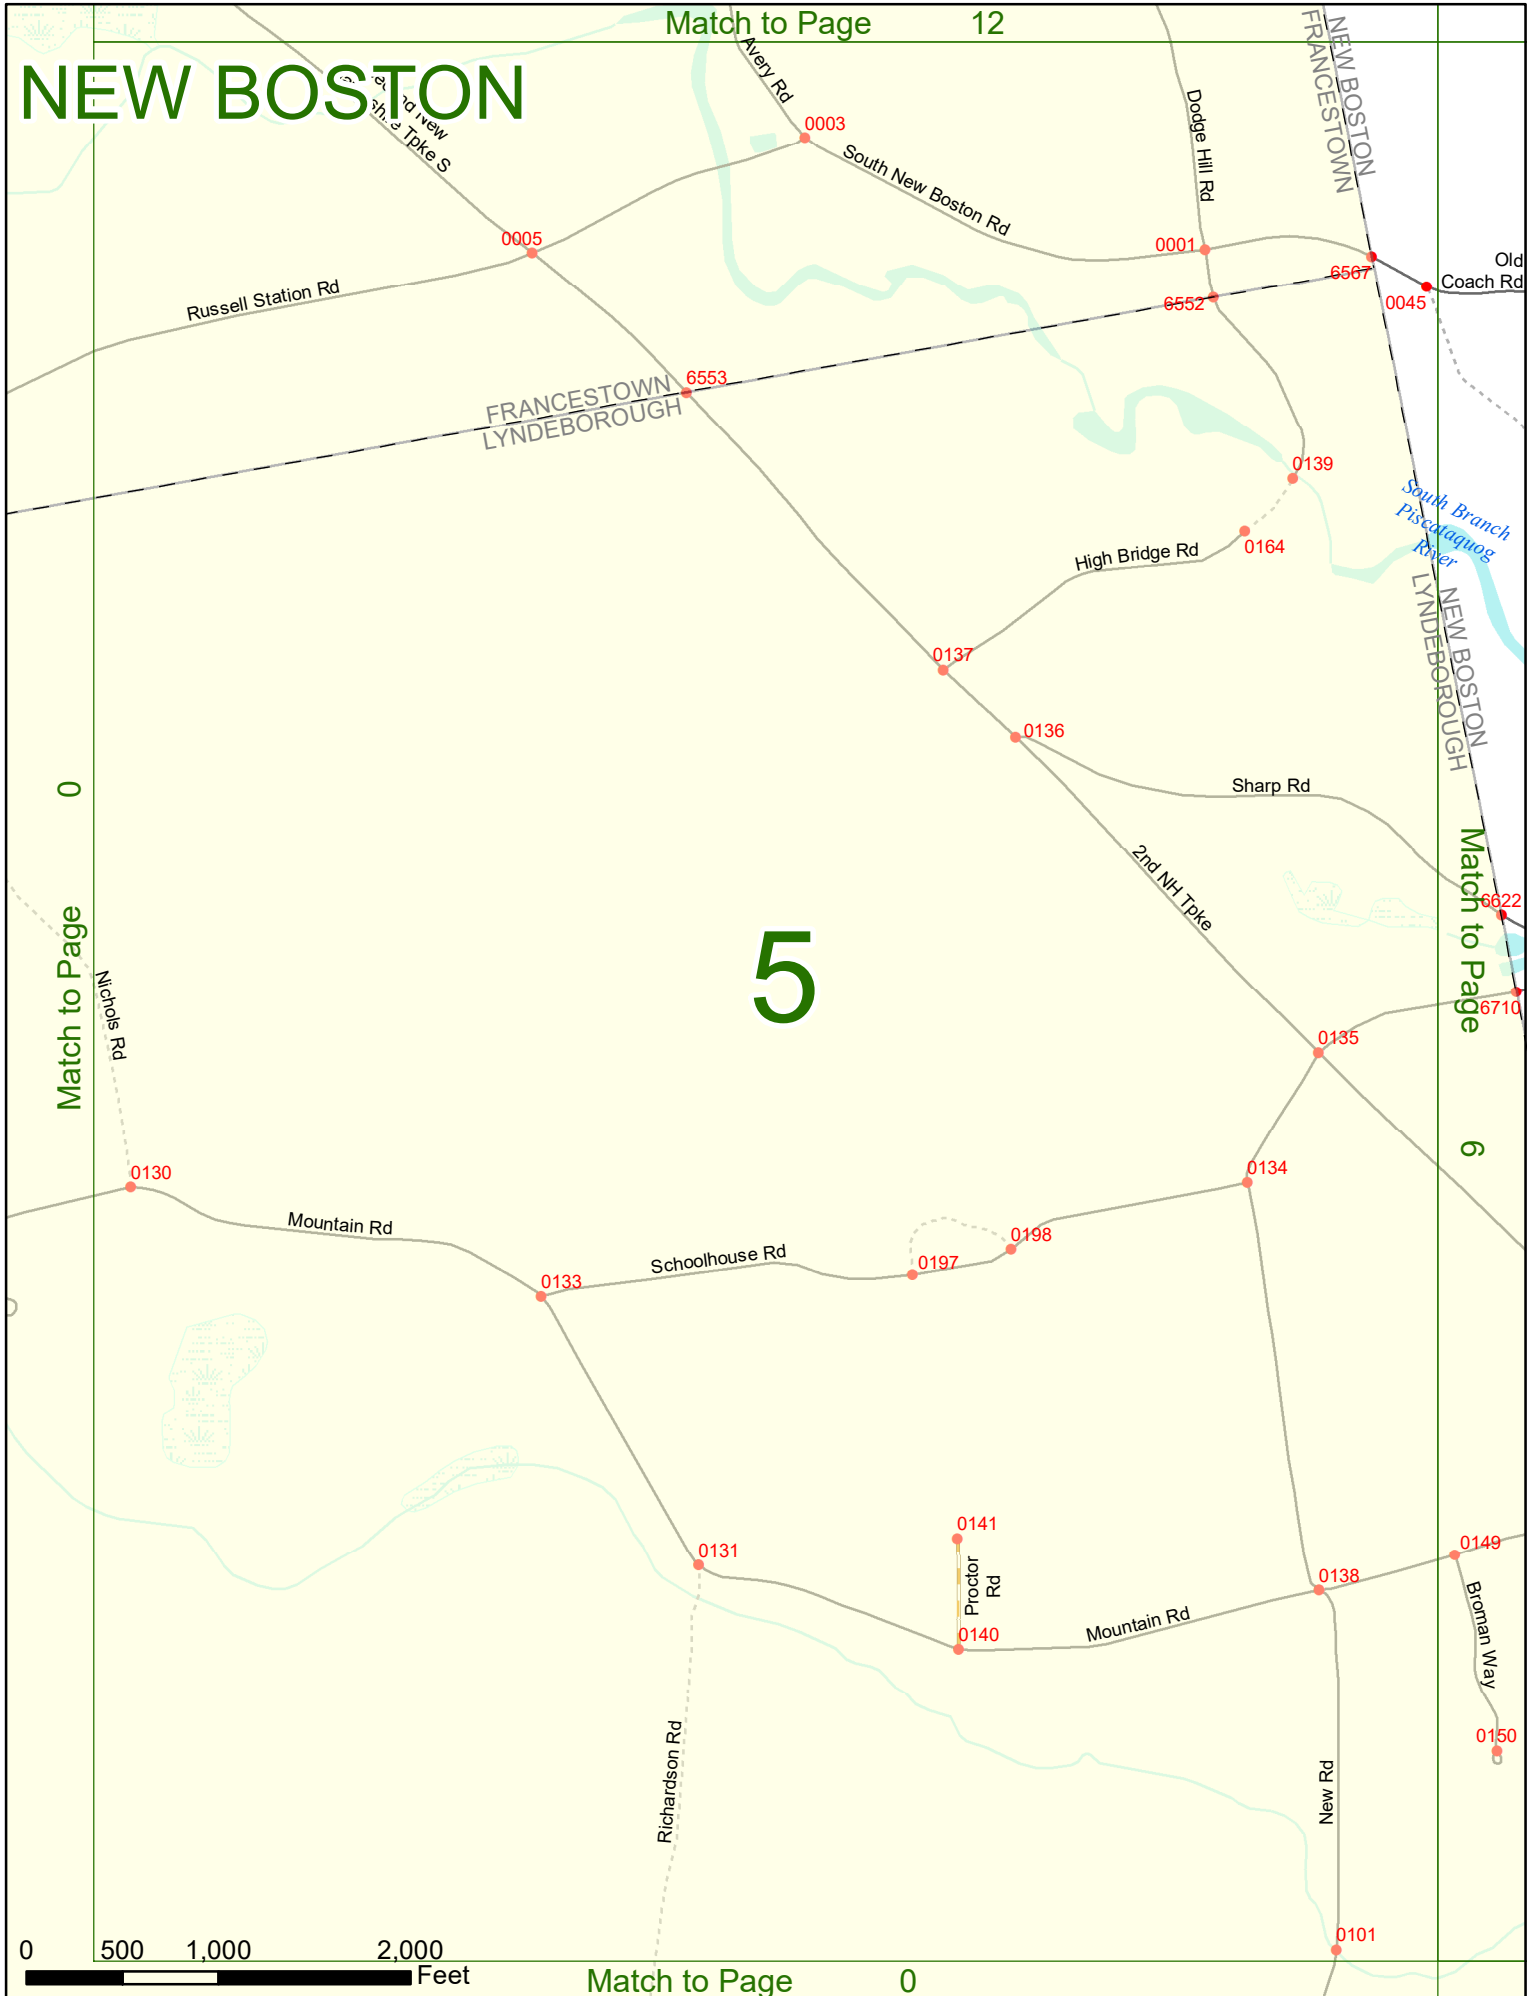 Match to Page 12
NEW BOSTON
Tpke S
Avery Rd
0003
South New Boston Rd
Dodge Hill Rd
NEW BOSTON
FRANCESTOWN
0005
0001
6567
Old
Coach Rd
0045
Russell Station Rd
6552
6553
FRANCESTOWN
LYNDEBOROUGH
0139
South Branch
Piscataquog
River
0164
High Bridge Rd
NEW BOSTON
LYNDEBOROUGH
0137
0136
Sharp Rd
2nd NH Tpke
Match to Page 0
5
6622
Match to Page 6
6710
Nichols Rd
0135
0130
0134
Mountain Rd
0198
Schoolhouse Rd
0197
0133
0141
0131
Proctor
Rd
0149
0138
Broman Way
Mountain Rd
0140
Richardson Rd
New Rd
0150
0101
0 500 1,000 2,000
Feet
Match to Page 0